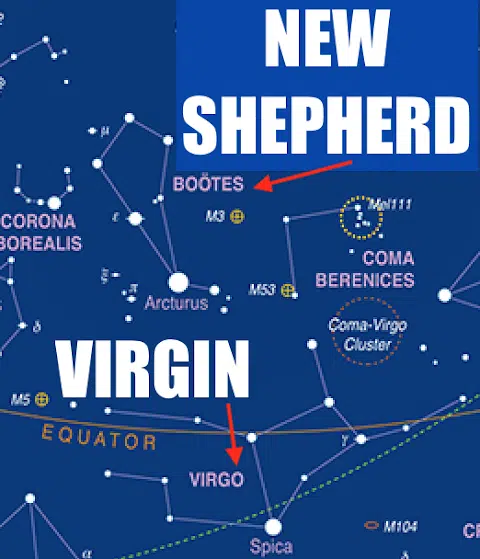 NEW
SHEPHERD
μ
BOÖTES
Mel111
M3
CORONA
BOREALIS
ε
COMA
BERENICES
ξ
π
M53
Arcturus
δ
Coma-Virgo
Cluster
VIRGIN
M5
EQUATOR
γ
VIRGO
M104
Spica
α
δ